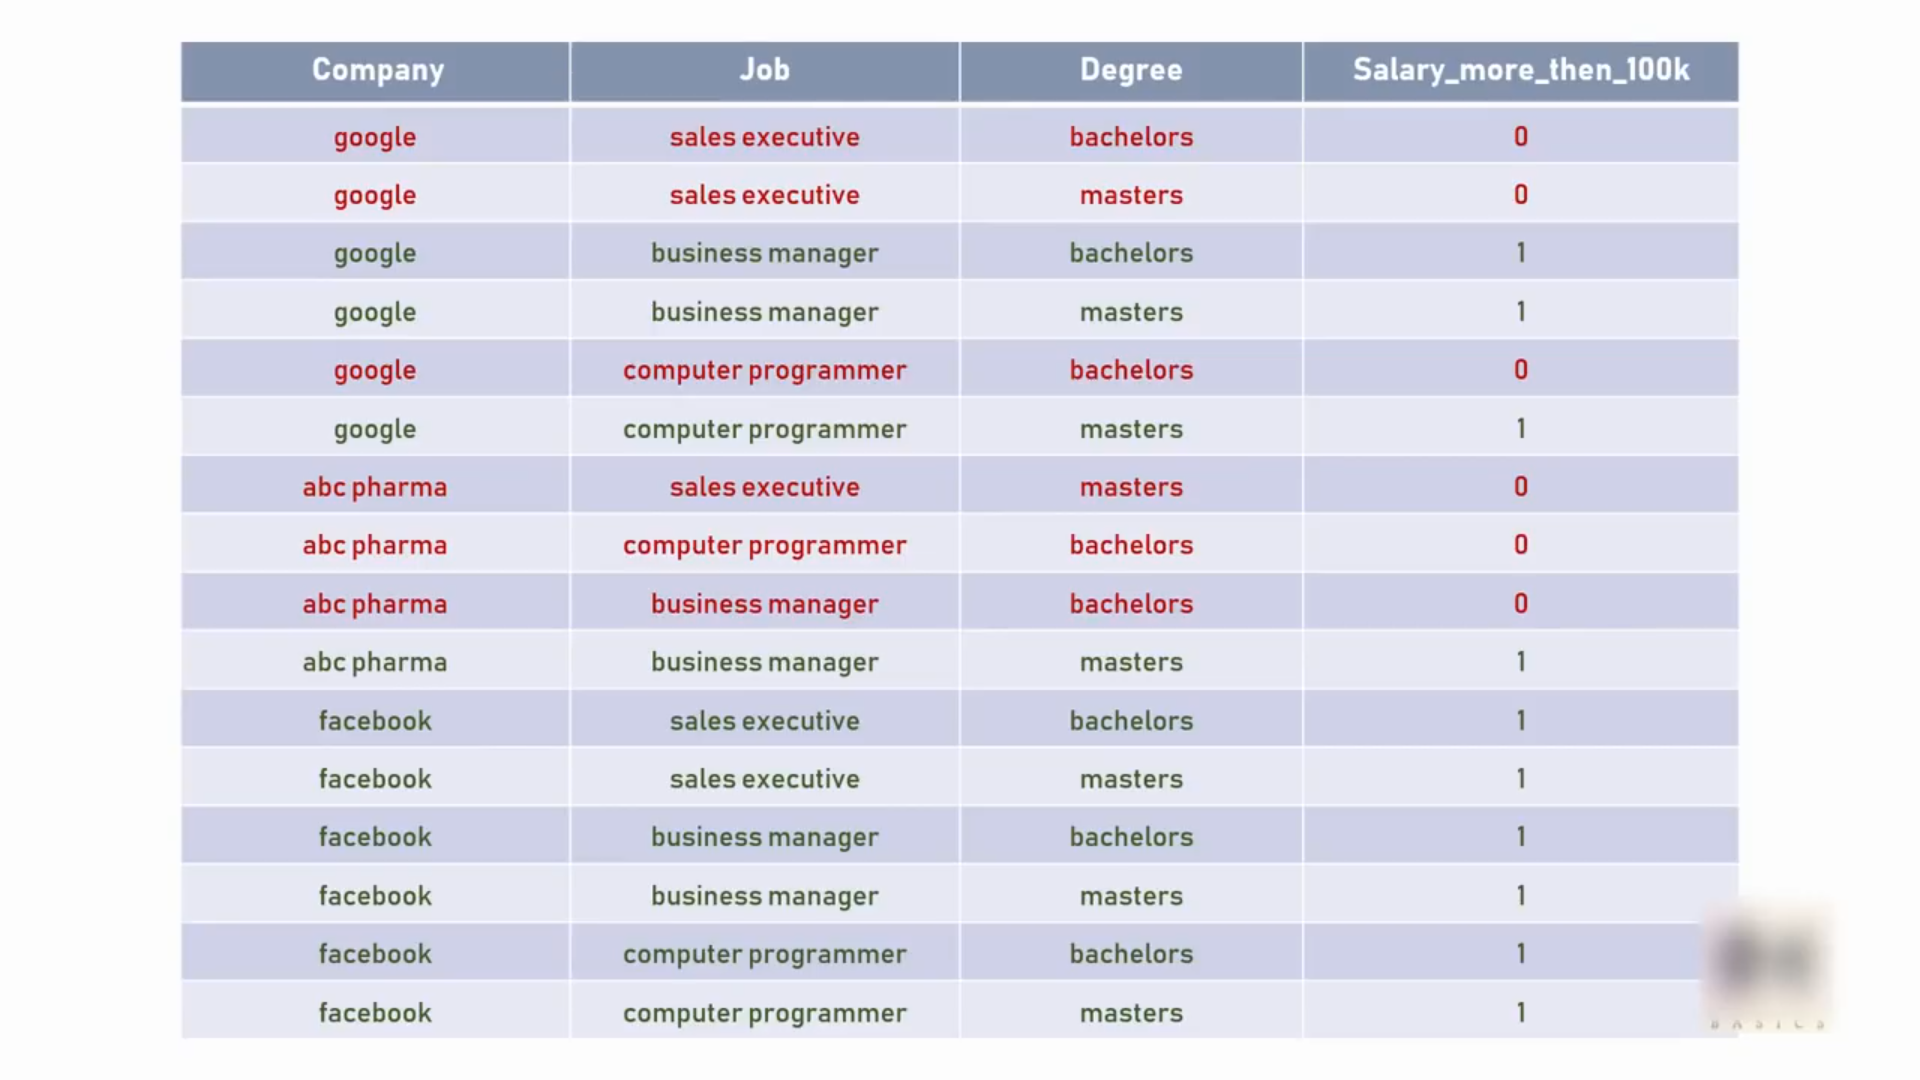 Company Job Degree Salary_more_then_100k
google sales executive bachelors 0
google sales executive masters 0
google business manager bachelors 1
google business manager masters 1
google computer programmer bachelors 0
google computer programmer masters 1
abc pharma sales executive masters 0
abc pharma computer programmer bachelors 0
abc pharma business manager bachelors 0
abc pharma business manager masters 1
facebook sales executive bachelors 1
facebook sales executive masters 1
facebook business manager bachelors 1
facebook business manager masters 1
facebook computer programmer bachelors 1
facebook computer programmer masters 1